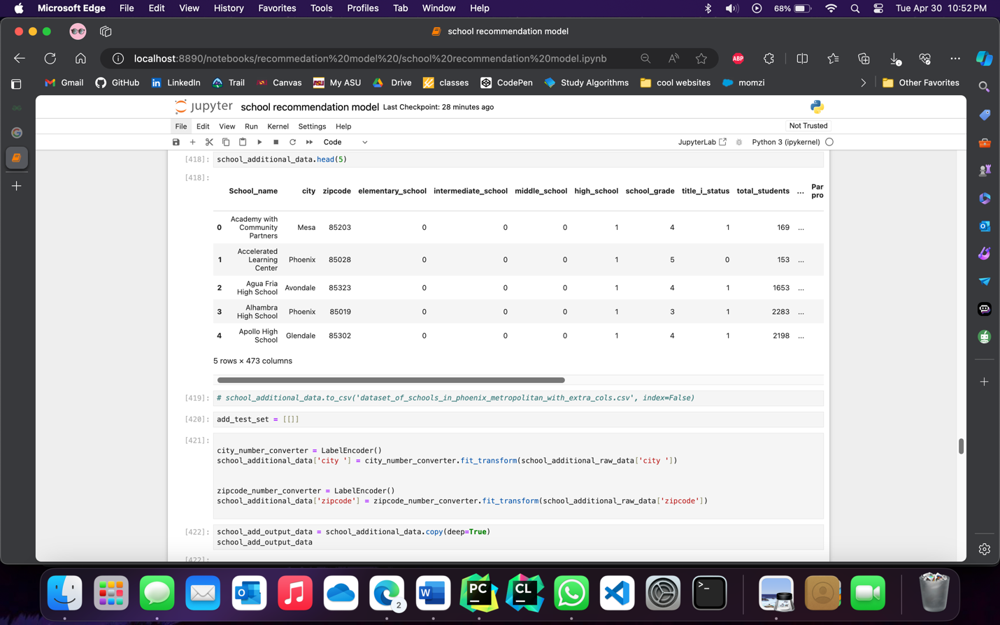 Microsoft Edge File Edit View History Favorites Tools Profiles Tab Window Help 68% Tue Apr 30 10:52 PM
school recommendation model
localhost:8890/notebooks/recommedation%20model%20/school%20recommendation%20model.ipynb ABP
Gmail GitHub LinkedIn Trail Canvas My ASU Drive classes CodePen Study Algorithms cool websites momzi Other Favorites
jupyter school recommendation model Last Checkpoint: 28 minutes ago
File Edit View Run Kernel Settings Help Not Trusted
Code JupyterLab Python 3 (ipykernel)
[418]: school_additional_data.head(5)
[418]:
School_name city zipcode elementary_school intermediate_school middle_school high_school school_grade title_i_status total_students ... Par
pro
0 Academy with Community Partners Mesa 85203 0 0 0 1 4 1 169 ...
1 Accelerated Learning Center Phoenix 85028 0 0 0 1 5 0 153 ...
2 Agua Fria High School Avondale 85323 0 0 0 1 4 1 1653 ...
3 Alhambra High School Phoenix 85019 0 0 0 1 3 1 2283 ...
4 Apollo High School Glendale 85302 0 0 0 1 4 1 2198 ...
5 rows × 473 columns
[419]: # school_additional_data.to_csv('dataset_of_schools_in_phoenix_metropolitan_with_extra_cols.csv', index=False)
[420]: add_test_set = [[]]
[421]:
city_number_converter = LabelEncoder()
school_additional_data['city '] = city_number_converter.fit_transform(school_additional_raw_data['city '])
zipcode_number_converter = LabelEncoder()
school_additional_data['zipcode'] = zipcode_number_converter.fit_transform(school_additional_raw_data['zipcode'])
[422]: school_add_output_data = school_additional_data.copy(deep=True)
school_add_output_data
[422]:
2
PC CL